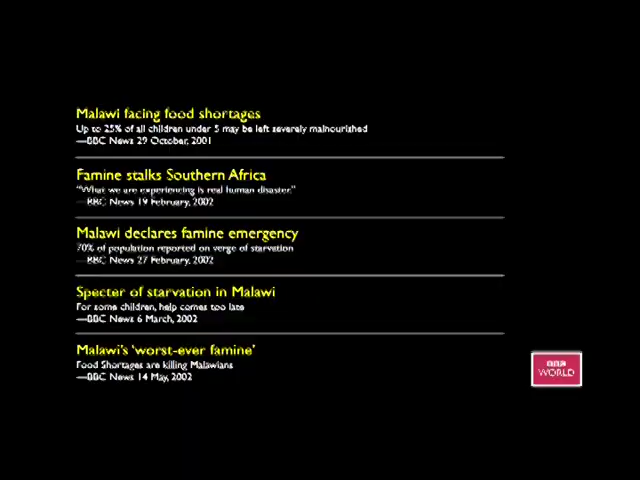 Malawi facing food shortages
Up to 25% of all children under 5 may be left severely malnourished
—BBC News 29 October, 2001
Famine stalks Southern Africa
"What we are experiencing is real human disaster."
—BBC News 19 February, 2002
Malawi declares famine emergency
70% of population reported on verge of starvation
—BBC News 27 February, 2002
Specter of starvation in Malawi
For some children, help comes too late
—BBC News 6 March, 2002
Malawi's 'worst-ever famine'
Food Shortages are killing Malawians
—BBC News 14 May, 2002
BBC
WORLD